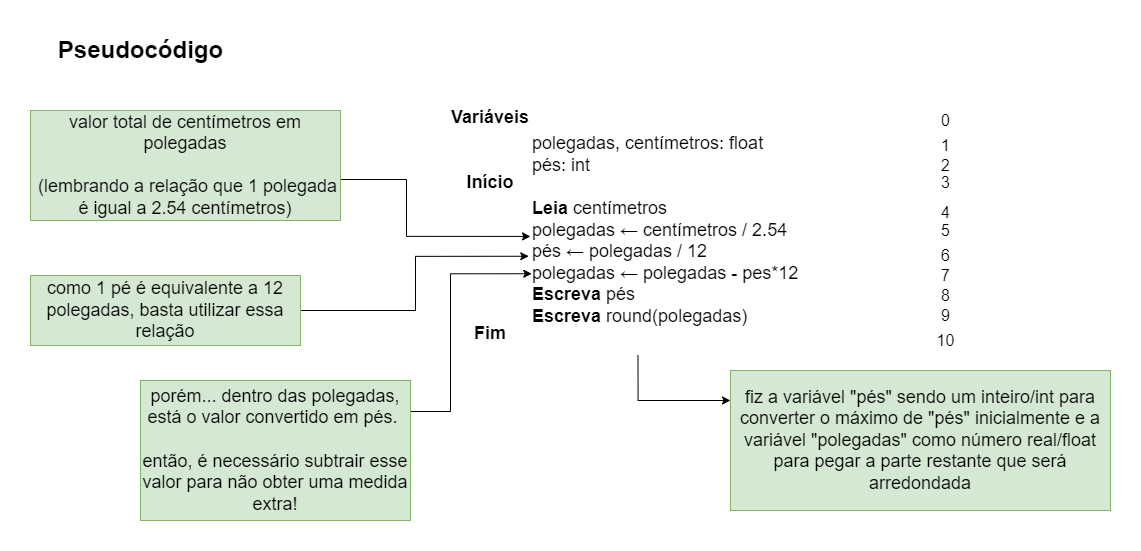 Pseudocódigo
valor total de centímetros em
polegadas
(lembrando a relação que 1 polegada
é igual a 2.54 centímetros)
como 1 pé é equivalente a 12
polegadas, basta utilizar essa
relação
porém... dentro das polegadas,
está o valor convertido em pés.
então, é necessário subtrair esse
valor para não obter uma medida
extra!
Variáveis 0
polegadas, centímetros: float 1
pés: int 2
Início 3
Leia centímetros 4
polegadas ← centímetros / 2.54 5
pés ← polegadas / 12 6
polegadas ← polegadas - pes*12 7
Escreva pés 8
Escreva round(polegadas) 9
Fim 10
fiz a variável "pés" sendo um inteiro/int para
converter o máximo de "pés" inicialmente e a
variável "polegadas" como número real/float
para pegar a parte restante que será
arredondada